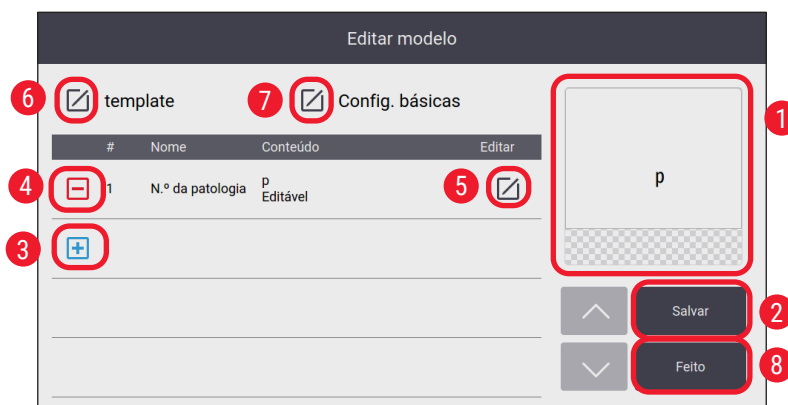 Editar modelo
6 template 7 Config. básicas
1
# Nome Conteúdo Editar
4 1 N.º da patologia p
Editável 5
p
3
Salvar 2
Feito 8